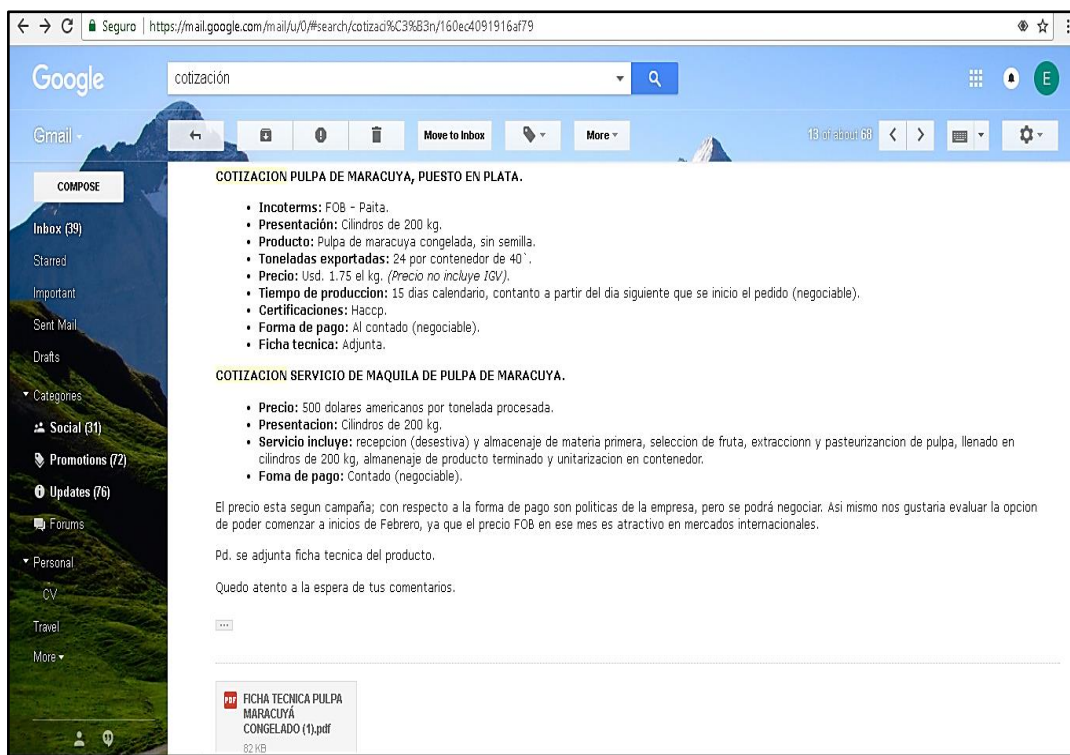 Seguro | https://mail.google.com/mail/u/0/#search/cotizaci%C3%B3n/160ec4091916af79
Google
cotización
E
Gmail
Move to Inbox
More
13 of about 68
COMPOSE
Inbox (39)
Starred
Important
Sent Mail
Drafts
Categories
Social (31)
Promotions (72)
Updates (76)
Forums
Personal
CV
Travel
More
COTIZACION PULPA DE MARACUYA, PUESTO EN PLATA.
• Incoterms: FOB - Paita.
• Presentación: Cilindros de 200 kg.
• Producto: Pulpa de maracuya congelada, sin semilla.
• Toneladas exportadas: 24 por contenedor de 40`.
• Precio: Usd. 1.75 el kg. (Precio no incluye IGV).
• Tiempo de produccion: 15 dias calendario, contanto a partir del dia siguiente que se inicio el pedido (negociable).
• Certificaciones: Haccp.
• Forma de pago: Al contado (negociable).
• Ficha tecnica: Adjunta.
COTIZACION SERVICIO DE MAQUILA DE PULPA DE MARACUYA.
• Precio: 500 dolares americanos por tonelada procesada.
• Presentacion: Cilindros de 200 kg.
• Servicio incluye: recepcion (desestiva) y almacenaje de materia primera, seleccion de fruta, extraccionn y pasteurizancion de pulpa, llenado en
cilindros de 200 kg, almanenaje de producto terminado y unitarizacion en contenedor.
• Foma de pago: Contado (negociable).
El precio esta segun campaña; con respecto a la forma de pago son politicas de la empresa, pero se podrá negociar. Asi mismo nos gustaria evaluar la opcion
de poder comenzar a inicios de Febrero, ya que el precio FOB en ese mes es atractivo en mercados internacionales.
Pd. se adjunta ficha tecnica del producto.
Quedo atento a la espera de tus comentarios.
PDF
FICHA TECNICA PULPA
MARACUYÁ
CONGELADO (1).pdf
82 KB